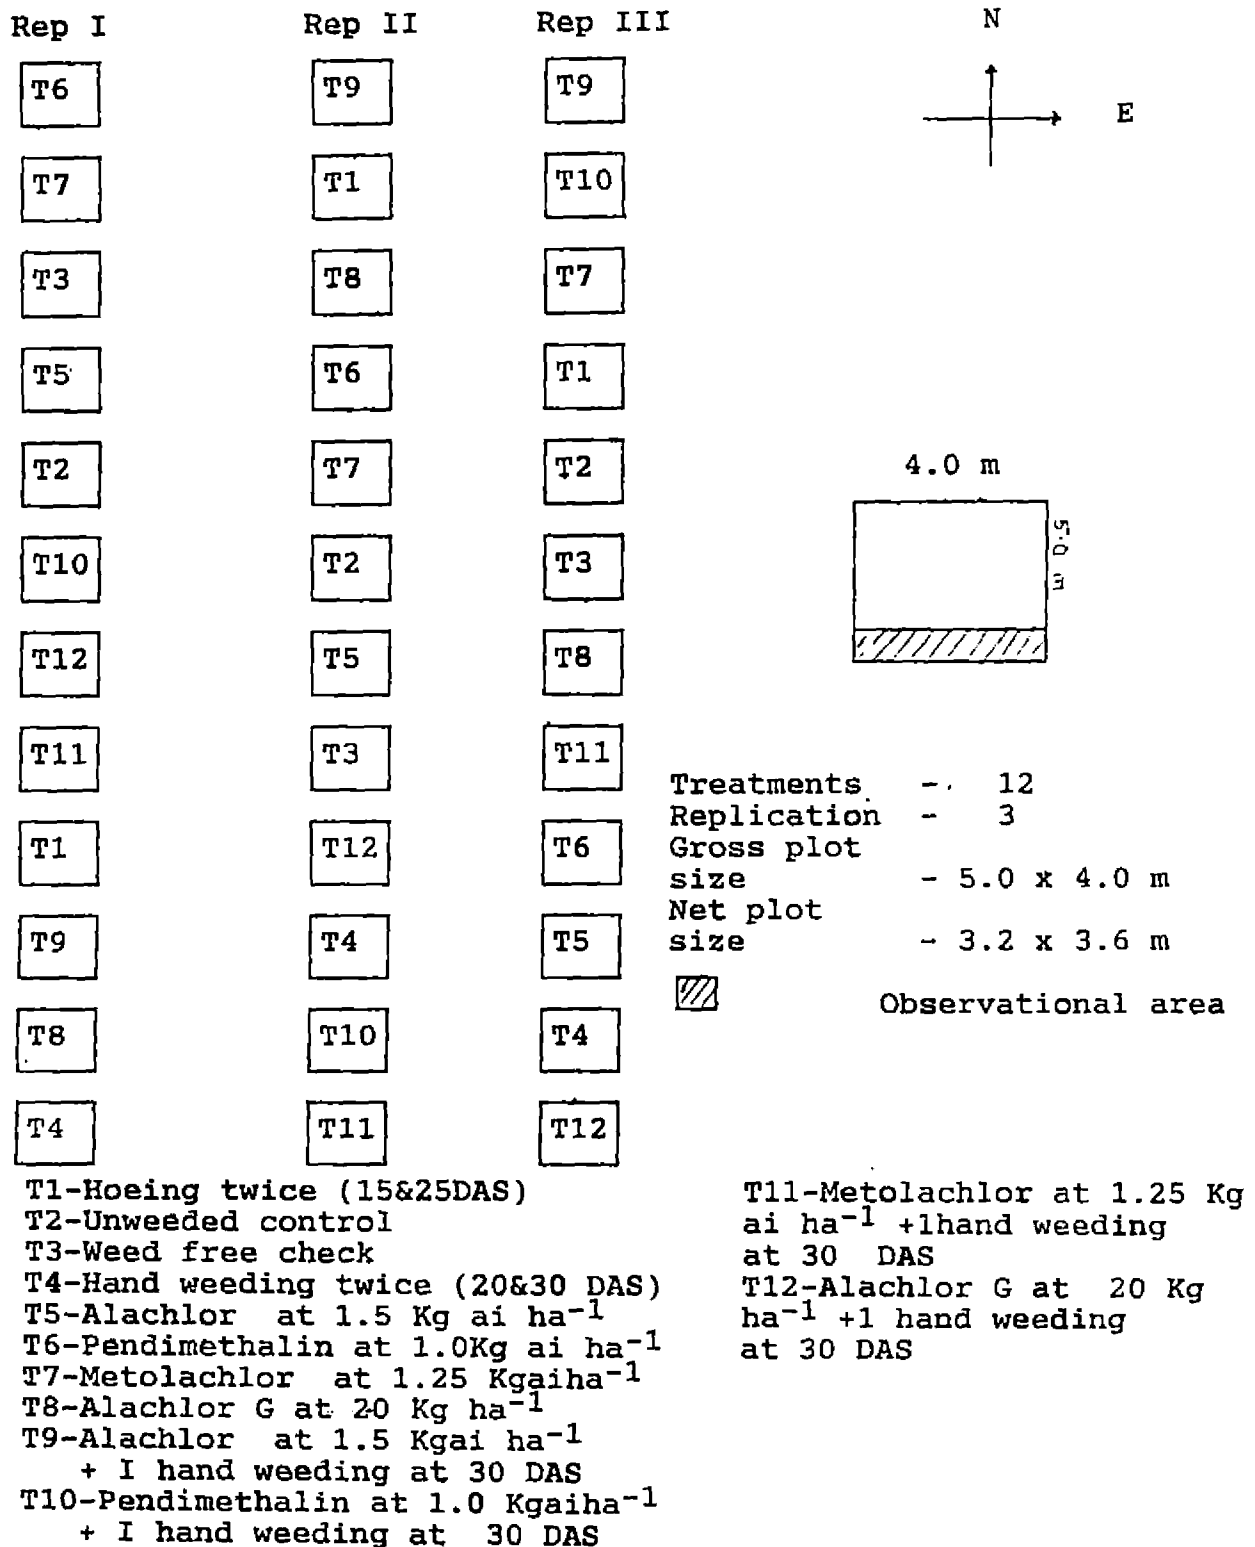 Rep I Rep II Rep III N
T6 T9 T9 E
T7 T1 T10
T3 T8 T7
T5 T6 T1
T2 T7 T2
4.0 m
5.0 m
T10 T2 T3
T12 T5 T8
T11 T3 T11
T1 T12 T6
T9 T4 T5
T8 T10 T4
T4 T11 T12
Treatments - 12
Replication - 3
Gross plot
size - 5.0 x 4.0 m
Net plot
size - 3.2 x 3.6 m
Observational area
T1-Hoeing twice (15&25DAS)
T2-Unweeded control
T3-Weed free check
T4-Hand weeding twice (20&30 DAS)
T5-Alachlor at 1.5 Kg ai ha⁻¹
T6-Pendimethalin at 1.0Kg ai ha⁻¹
T7-Metolachlor at 1.25 Kgaiha⁻¹
T8-Alachlor G at 20 Kg ha⁻¹
T9-Alachlor at 1.5 Kgai ha⁻¹
+ I hand weeding at 30 DAS
T10-Pendimethalin at 1.0 Kgaiha⁻¹
+ I hand weeding at 30 DAS
T11-Metolachlor at 1.25 Kg
ai ha⁻¹ +1hand weeding
at 30 DAS
T12-Alachlor G at 20 Kg
ha⁻¹ +1 hand weeding
at 30 DAS